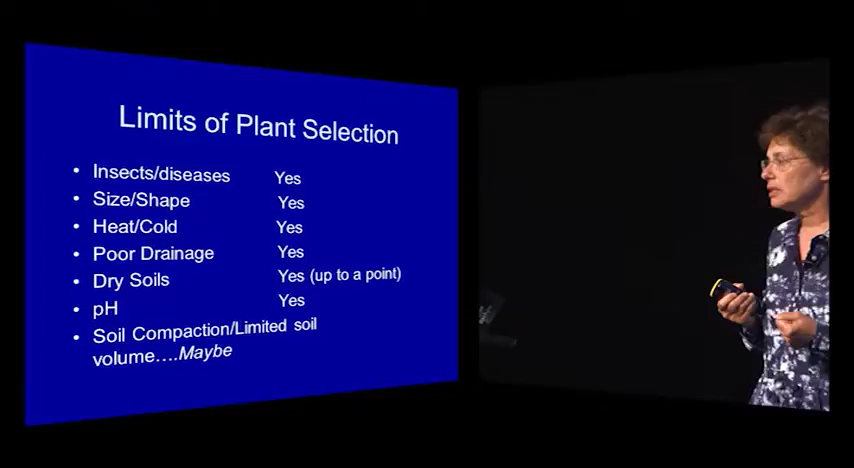 Limits of Plant Selection
• Insects/diseases Yes
• Size/Shape Yes
• Heat/Cold Yes
• Poor Drainage Yes
• Dry Soils Yes (up to a point)
• pH Yes
• Soil Compaction/Limited soil
volume....Maybe